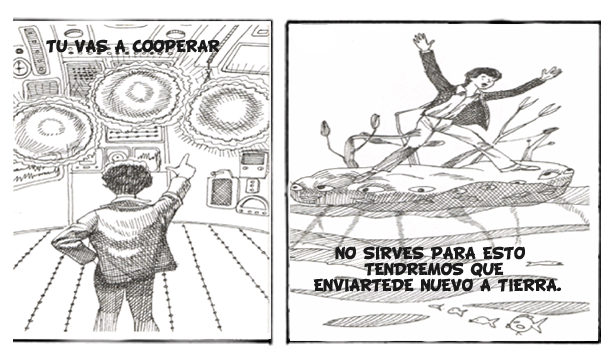 TU VAS A COOPERAR
NO SIRVES PARA ESTO
TENDREMOS QUE
ENVIARTEDE NUEVO A TIERRA.